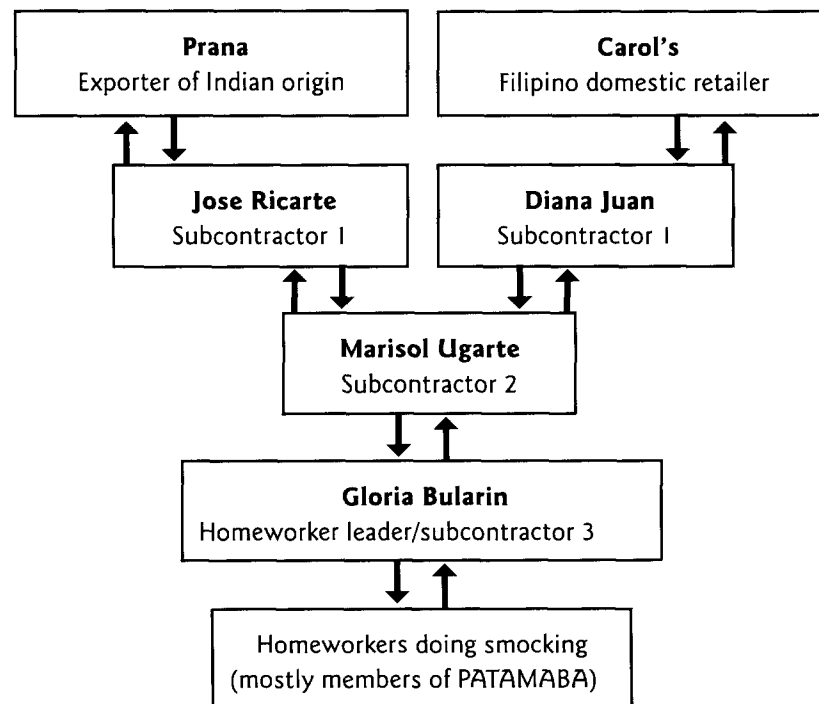 Prana
Exporter of Indian origin
Carol's
Filipino domestic retailer
Jose Ricarte
Subcontractor 1
Diana Juan
Subcontractor 1
Marisol Ugarte
Subcontractor 2
Gloria Bularin
Homeworker leader/subcontractor 3
Homeworkers doing smocking
(mostly members of PATAMABA)